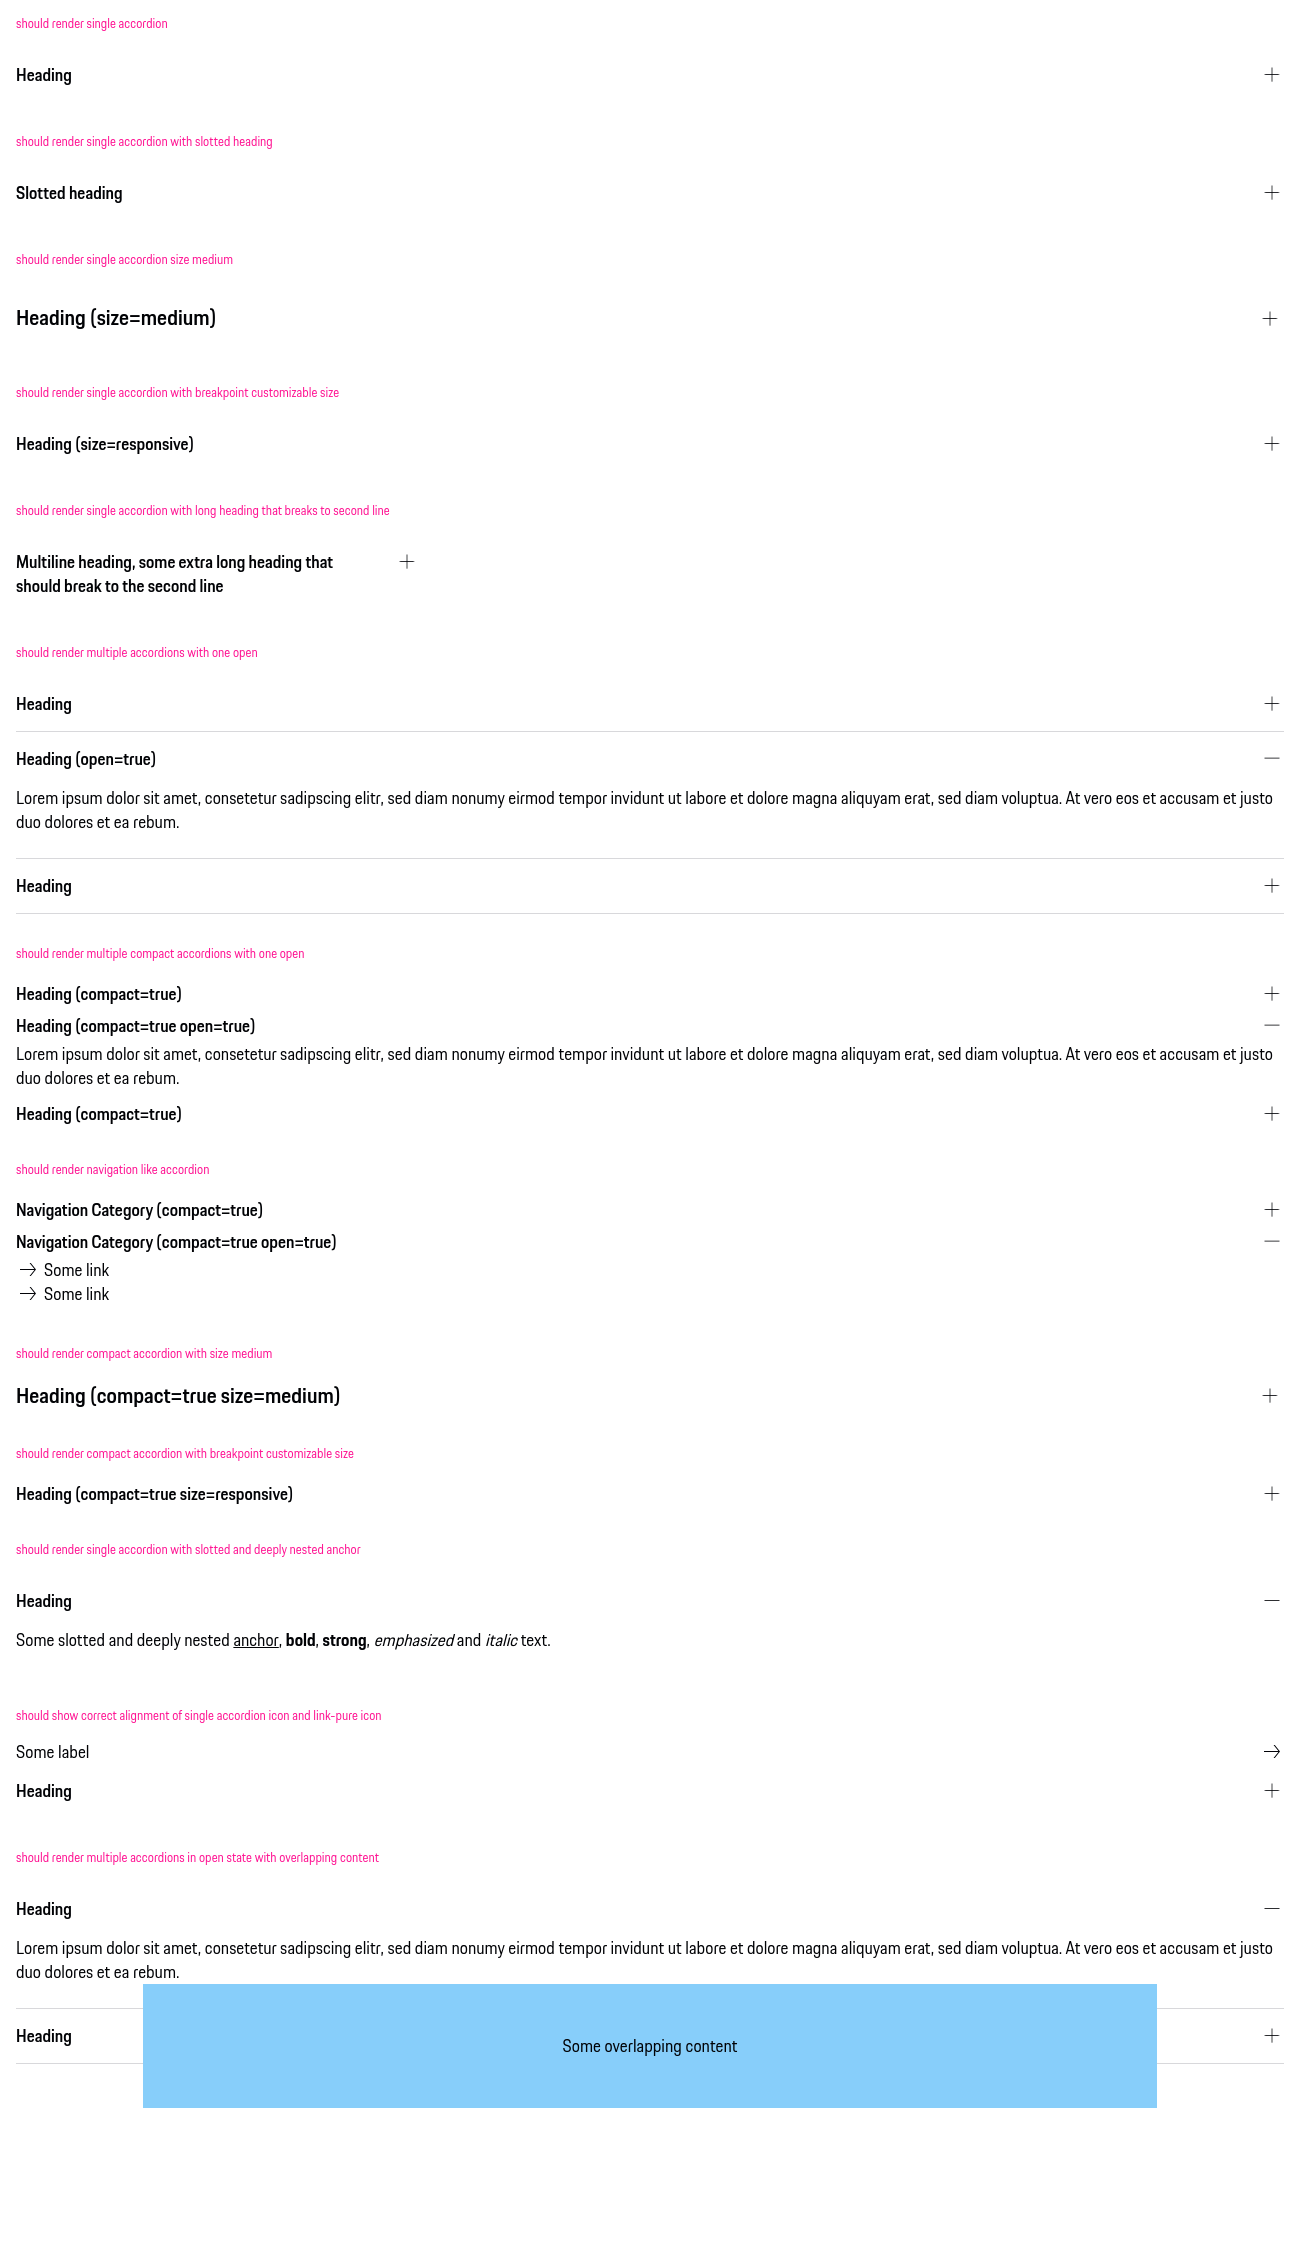 should render single accordion
Heading
should render single accordion with slotted heading
Slotted heading
should render single accordion size medium
Heading (size=medium)
should render single accordion with breakpoint customizable size
Heading (size=responsive)
should render single accordion with long heading that breaks to second line
Multiline heading, some extra long heading that
should break to the second line
should render multiple accordions with one open
Heading
Heading (open=true)
Lorem ipsum dolor sit amet, consetetur sadipscing elitr, sed diam nonumy eirmod tempor invidunt ut labore et dolore magna aliquyam erat, sed diam voluptua. At vero eos et accusam et justo
duo dolores et ea rebum.
Heading
should render multiple compact accordions with one open
Heading (compact=true)
Heading (compact=true open=true)
Lorem ipsum dolor sit amet, consetetur sadipscing elitr, sed diam nonumy eirmod tempor invidunt ut labore et dolore magna aliquyam erat, sed diam voluptua. At vero eos et accusam et justo
duo dolores et ea rebum.
Heading (compact=true)
should render navigation like accordion
Navigation Category (compact=true)
Navigation Category (compact=true open=true)
Some link
Some link
should render compact accordion with size medium
Heading (compact=true size=medium)
should render compact accordion with breakpoint customizable size
Heading (compact=true size=responsive)
should render single accordion with slotted and deeply nested anchor
Heading
Some slotted and deeply nested anchor, bold, strong, emphasized and italic text.
should show correct alignment of single accordion icon and link-pure icon
Some label
Heading
should render multiple accordions in open state with overlapping content
Heading
Lorem ipsum dolor sit amet, consetetur sadipscing elitr, sed diam nonumy eirmod tempor invidunt ut labore et dolore magna aliquyam erat, sed diam voluptua. At vero eos et accusam et justo
duo dolores et ea rebum.
Heading
Some overlapping content